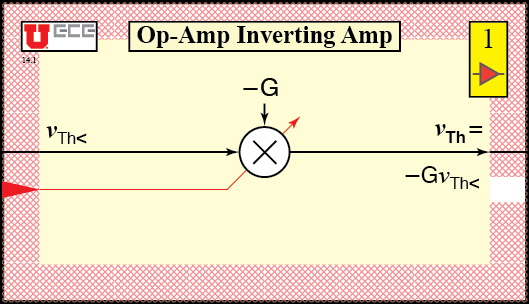 U ECE
Op-Amp Inverting Amp
1
14.1
−G
vTh<
vTh=
−GvTh<